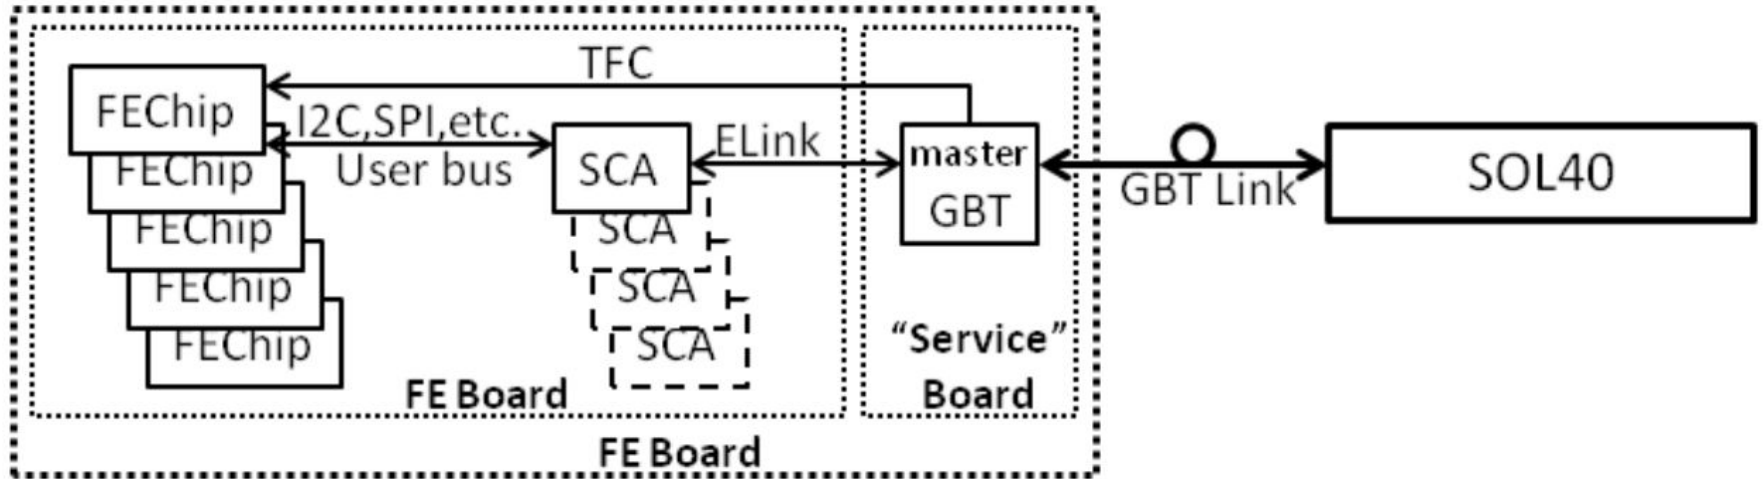 TFC
FEChip
I2C,SPI,etc.
User bus
SCA
ELink
master
GBT
GBT Link
SOL40
FEChip
FEChip
FEChip
FEChip
SCA
SCA
SCA
“Service”
Board
FE Board
FE Board